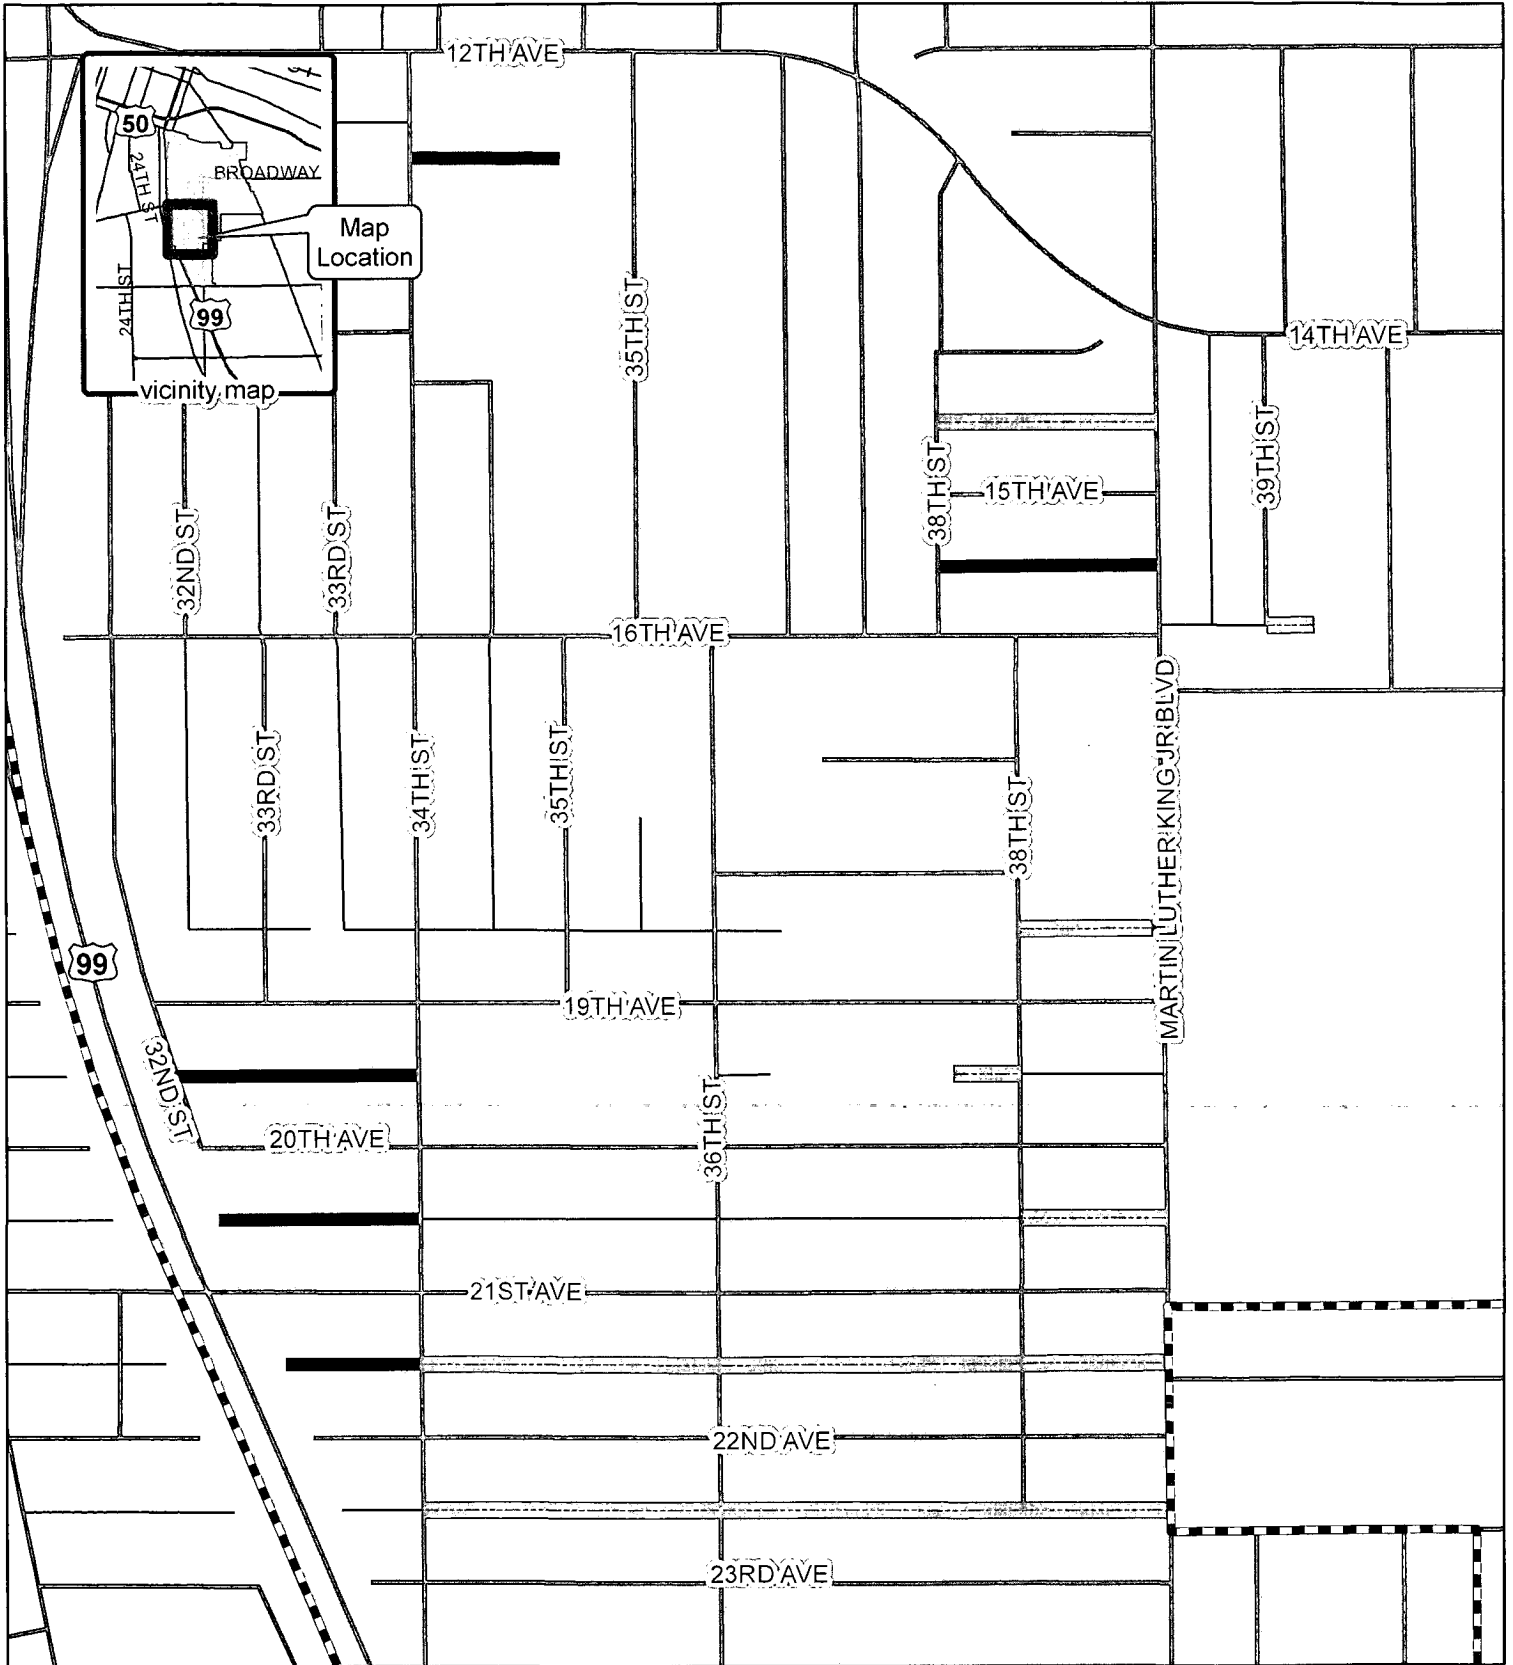 12TH AVE
50
24TH ST
BROADWAY
Map
Location
24TH ST
99
vicinity map
35TH ST
14TH AVE
38TH ST
15TH AVE
39TH ST
32ND ST
33RD ST
16TH AVE
33RD ST
34TH ST
35TH ST
38TH ST
MARTIN LUTHER KING JR BLVD
99
19TH AVE
32ND ST
20TH AVE
36TH ST
21ST AVE
22ND AVE
23RD AVE